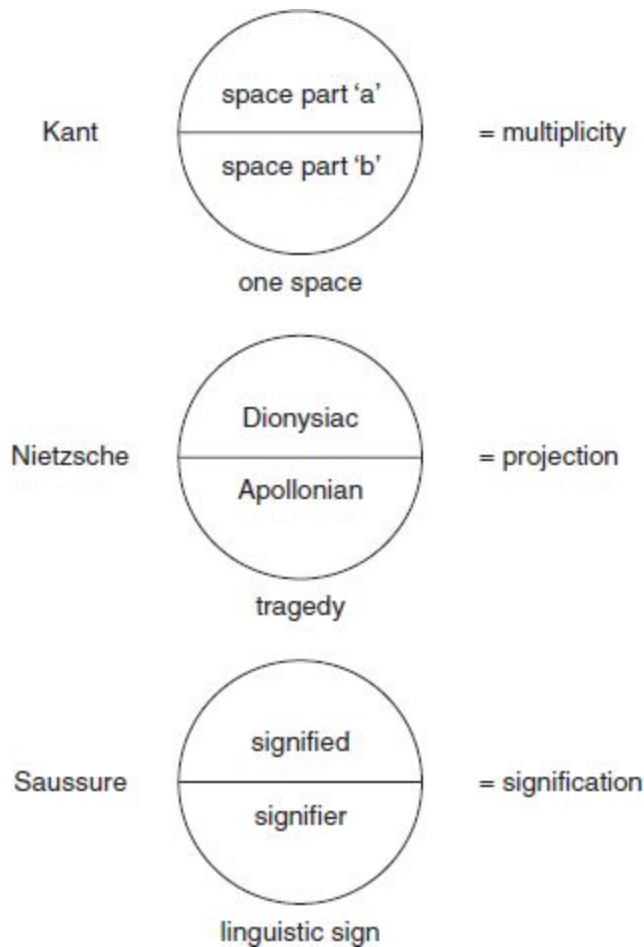 space part ‘a’
Kant
= multiplicity
space part ‘b’
one space
Dionysiac
Nietzsche
= projection
Apollonian
tragedy
signified
Saussure
= signification
signifier
linguistic sign